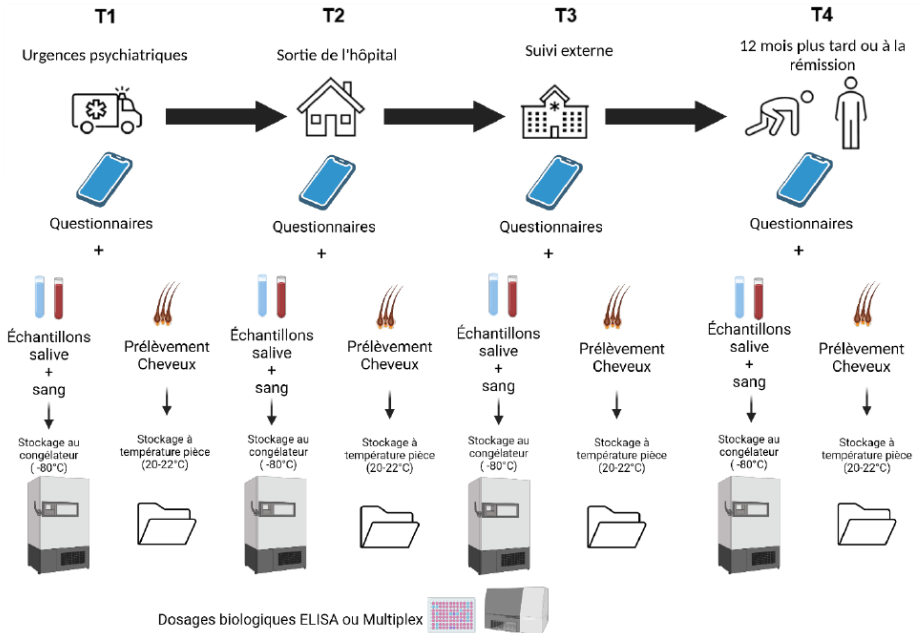 T1
Urgences psychiatriques
Questionnaires
+
Échantillons
salive
+
sang
Stockage au
congélateur
( -80°C)
Prélèvement
Cheveux
Stockage à
température pièce
(20-22°C)
T2
Sortie de l'hôpital
Questionnaires
+
Échantillons
salive
+
sang
Stockage au
congélateur
( -80°C)
Prélèvement
Cheveux
Stockage à
température pièce
(20-22°C)
T3
Suivi externe
Questionnaires
+
Échantillons
salive
+
sang
Stockage au
congélateur
( -80°C)
Prélèvement
Cheveux
Stockage à
température pièce
(20-22°C)
T4
12 mois plus tard ou à la
rémission
Questionnaires
+
Échantillons
salive
+
sang
Stockage au
congélateur
( -80°C)
Prélèvement
Cheveux
Stockage à
température pièce
(20-22°C)
Dosages biologiques ELISA ou Multiplex